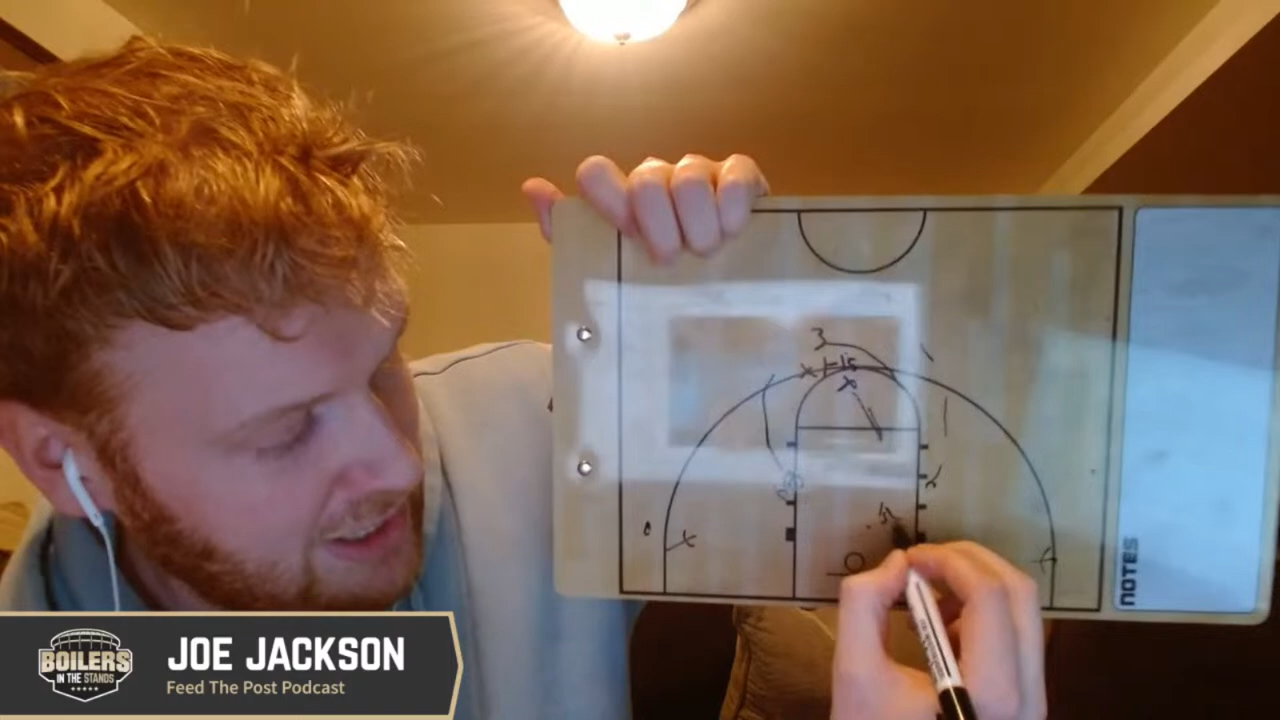 3
NOTES
BOILERS
IN THE STANDS
JOE JACKSON
Feed The Post Podcast